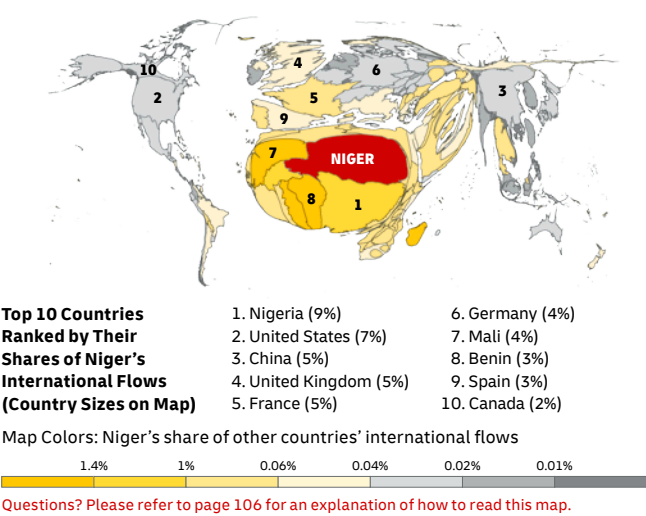 10
4
6
2
3
5
9
7
NIGER
8
1
Top 10 Countries
Ranked by Their
Shares of Niger's
International Flows
(Country Sizes on Map)
1. Nigeria (9%)
2. United States (7%)
3. China (5%)
4. United Kingdom (5%)
5. France (5%)
6. Germany (4%)
7. Mali (4%)
8. Benin (3%)
9. Spain (3%)
10. Canada (2%)
Map Colors: Niger's share of other countries' international flows
1.4% 1% 0.06% 0.04% 0.02% 0.01%
Questions? Please refer to page 106 for an explanation of how to read this map.